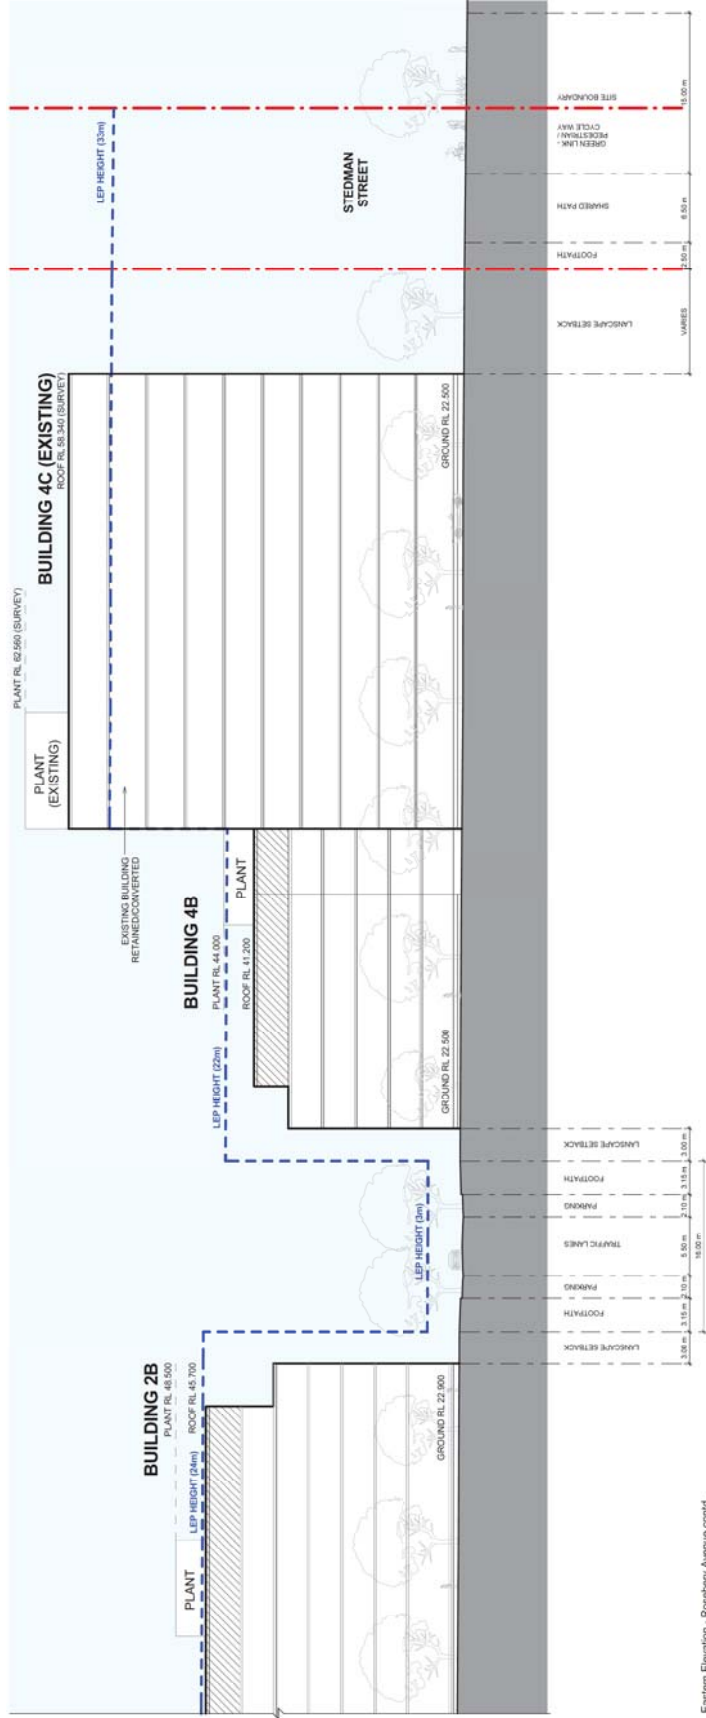 BUILDING 2B
PLANT RL 48.500
ROOF RL 45.700
LEP HEIGHT (24m)
PLANT
GROUND RL 22.900
LEP HEIGHT (3m)
BUILDING 4B
PLANT RL 44.000
ROOF RL 41.200
LEP HEIGHT (22m)
PLANT
GROUND RL 22.500
EXISTING BUILDING
RETAINED/CONVERTED
PLANT RL 62.560 (SURVEY)
PLANT
(EXISTING)
BUILDING 4C (EXISTING)
ROOF RL 58.340 (SURVEY)
GROUND RL 22.500
LEP HEIGHT (33m)
STEDMAN
STREET
LANSCAPE SETBACK
FOOTPATH
PARKING
TRAFFIC LANES
PARKING
FOOTPATH
LANSCAPE SETBACK
LANSCAPE SETBACK
FOOTPATH
SHARED PATH
GREEN LINK -
PEDESTRIAN /
CYCLE WAY
SITE BOUNDARY
3.00 m
3.15 m
2.10 m
5.50 m
2.10 m
3.15 m
3.00 m
VARIES
2.50 m
6.50 m
15.00 m
16.00 m
Eastern Elevation - Rosebery Avenue contd.